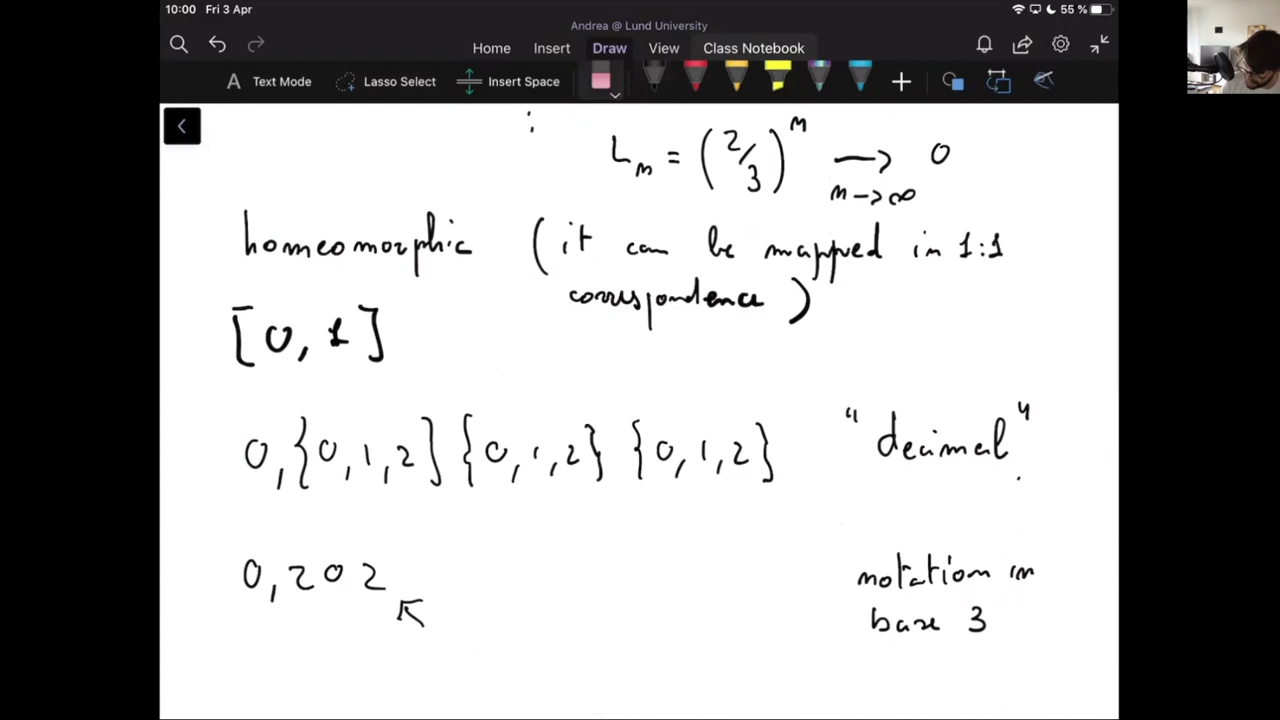 10:00 Fri 3 Apr
55 %
Andrea @ Lund University
Home Insert Draw View Class Notebook
Text Mode Lasso Select Insert Space
:
L_m = (2/3)^m → 0
m->∞
homeomorphic (it can be mapped in 1:1
correspondence)
[0,1]
0,{0,1,2}{0,1,2}{0,1,2} "decimal"
0,202
notation in
base 3